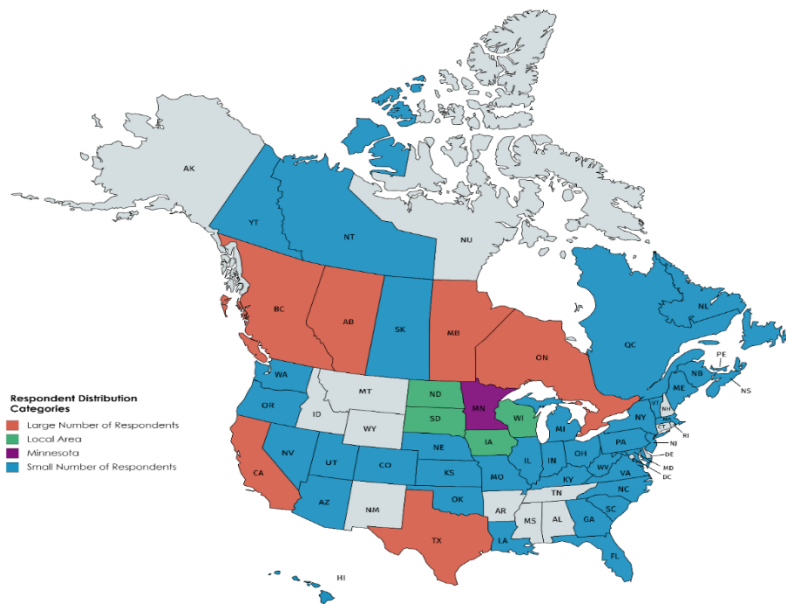 AK
YT
NT
NU
BC
AB
SK
MB
ON
QC
NL
PE
NB
NS
WA
MT
ND
MN
ME
VT
NH
OR
ID
SD
WI
MI
NY
MA
CT
RI
WY
IA
PA
NJ
NE
NV
UT
CO
IL
IN
OH
DE
MD
DC
WV
VA
CA
KS
MO
KY
NC
TN
AZ
NM
OK
AR
SC
MS
AL
GA
TX
LA
FL
HI
Respondent Distribution
Categories
Large Number of Respondents
Local Area
Minnesota
Small Number of Respondents